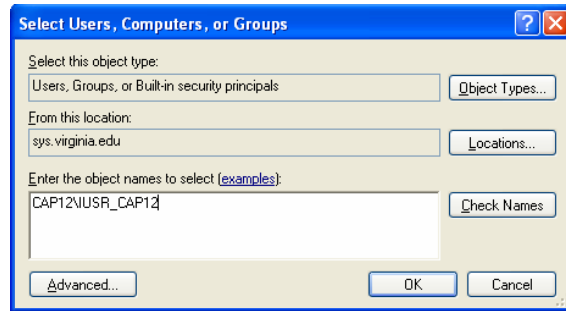 Select Users, Computers, or Groups
Select this object type:
Users, Groups, or Built-in security principals
Object Types...
From this location:
sys.virginia.edu
Locations...
Enter the object names to select (examples):
CAP12\IUSR_CAP12
Check Names
Advanced...
OK
Cancel